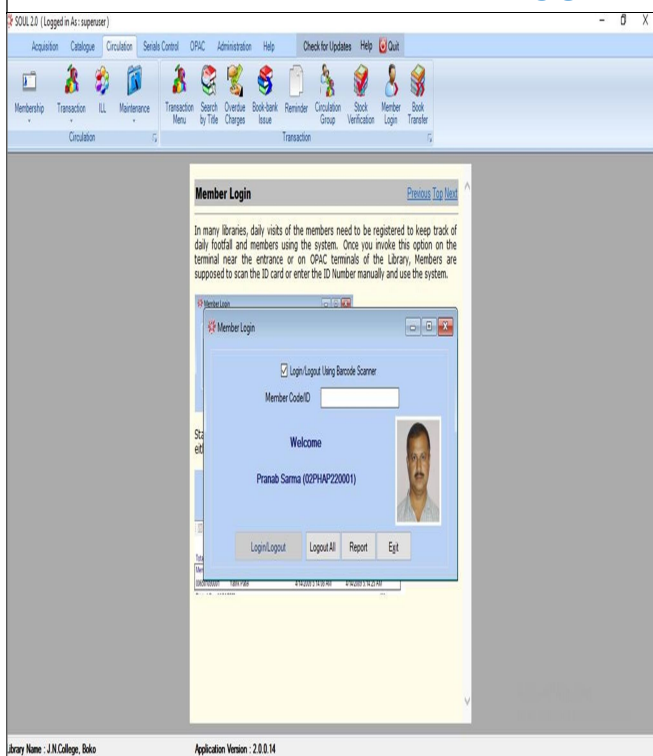 SOUL 2.0 ( Logged in As : superuser )
Acquisition Catalogue Circulation Serials Control OPAC Administration Help Check for Updates Help Quit
Membership Transaction ILL Maintenance Transaction Menu Search by Title Overdue Charges Book-bank Issue Reminder Circulation Group Stock Verification Member Login Book Transfer
Circulation Transaction
Member Login Previous Top Next
In many libraries, daily visits of the members need to be registered to keep track of
daily footfall and members using the system. Once you invoke this option on the
terminal near the entrance or on OPAC terminals of the Library, Members are
supposed to scan the ID card or enter the ID Number manually and use the system.
Member Login
Member Login
Login/Logout Using Barcode Scanner
Member Code/ID
Welcome
Pranab Sarma (02PHAP220001)
Login/Logout Logout All Report Exit
Library Name : J.N.College, Boko Application Version : 2.0.0.14